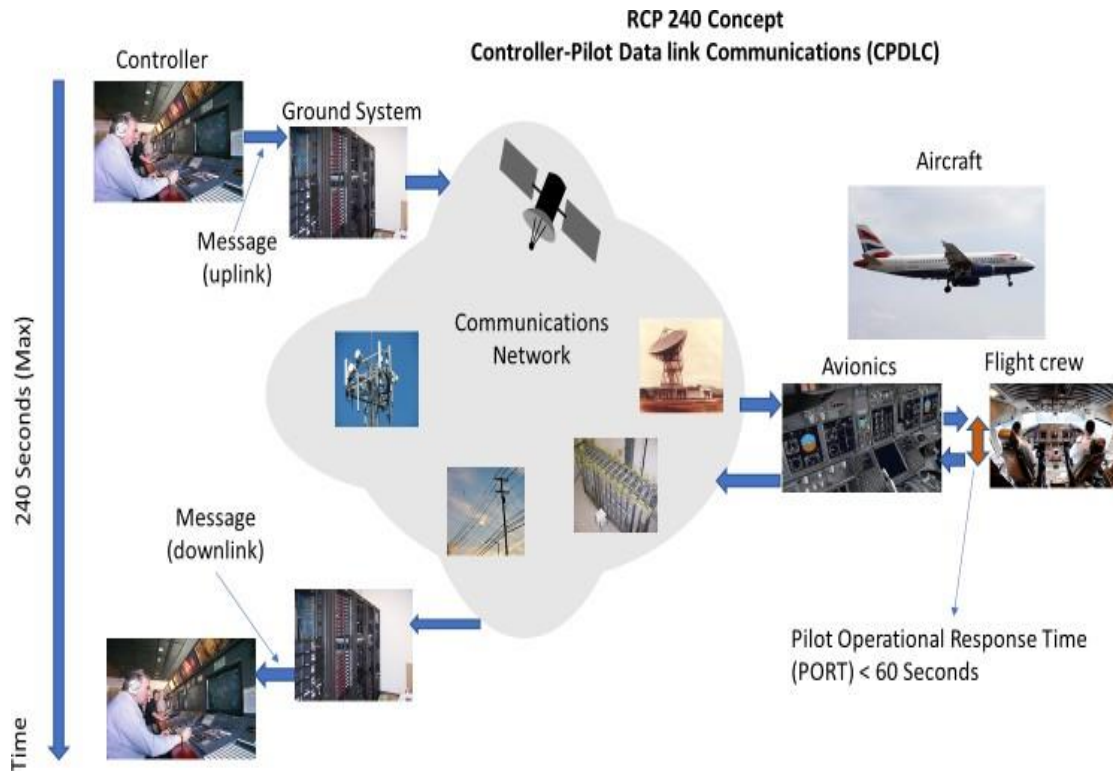 RCP 240 Concept
Controller-Pilot Data link Communications (CPDLC)
Controller
Ground System
Aircraft
Message
(uplink)
Communications
Network
Avionics
Flight crew
240 Seconds (Max)
Message
(downlink)
Pilot Operational Response Time
(PORT) < 60 Seconds
Time